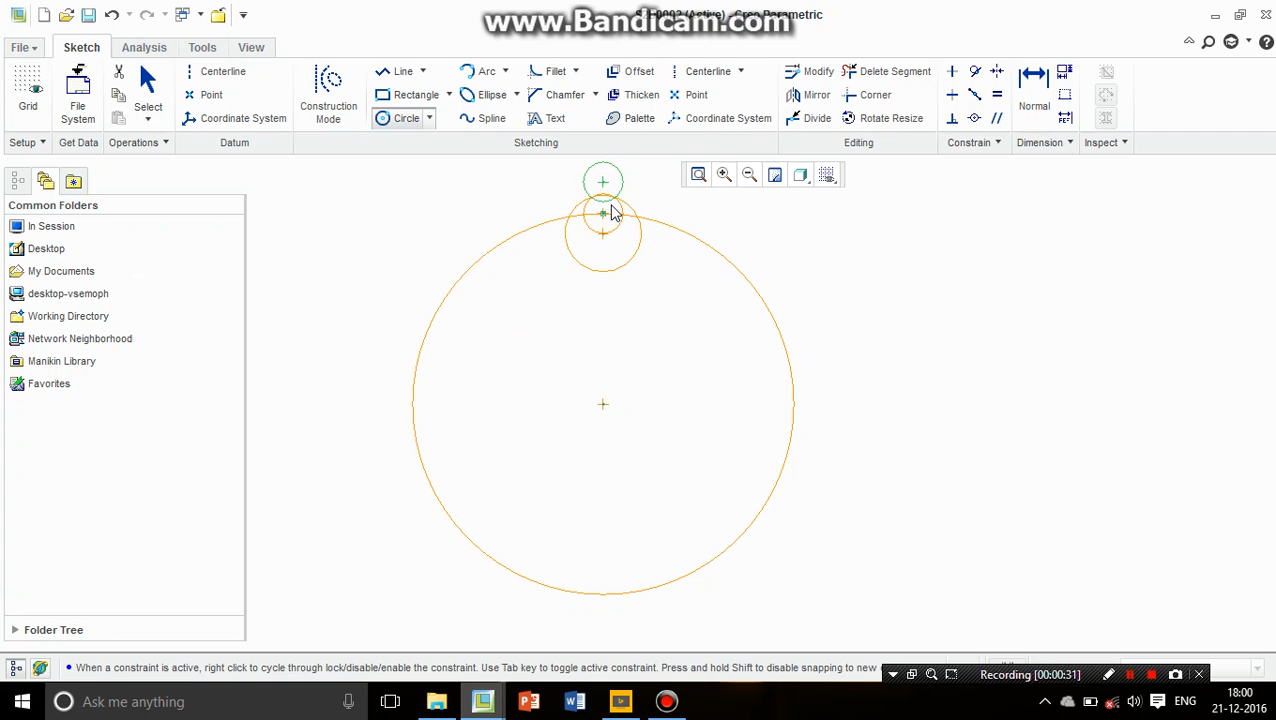 www.Bandicam.com
(Active) - Creo Parametric
File
Sketch
Analysis
Tools
View
Grid
File System
Select
Centerline
Point
Coordinate System
Construction Mode
Line
Rectangle
Circle
Arc
Ellipse
Spline
Fillet
Chamfer
Text
Offset
Thicken
Palette
Centerline
Point
Coordinate System
Modify
Mirror
Divide
Delete Segment
Corner
Rotate Resize
Normal
REF
Setup
Get Data
Operations
Datum
Sketching
Editing
Constrain
Dimension
Inspect
Common Folders
In Session
Desktop
My Documents
desktop-vsemoph
Working Directory
Network Neighborhood
Manikin Library
Favorites
Folder Tree
When a constraint is active, right click to cycle through lock/disable/enable the constraint. Use Tab key to toggle active constraint. Press and hold Shift to disable snapping to new
Recording [00:00:31]
Ask me anything
ENG
18:00
21-12-2016